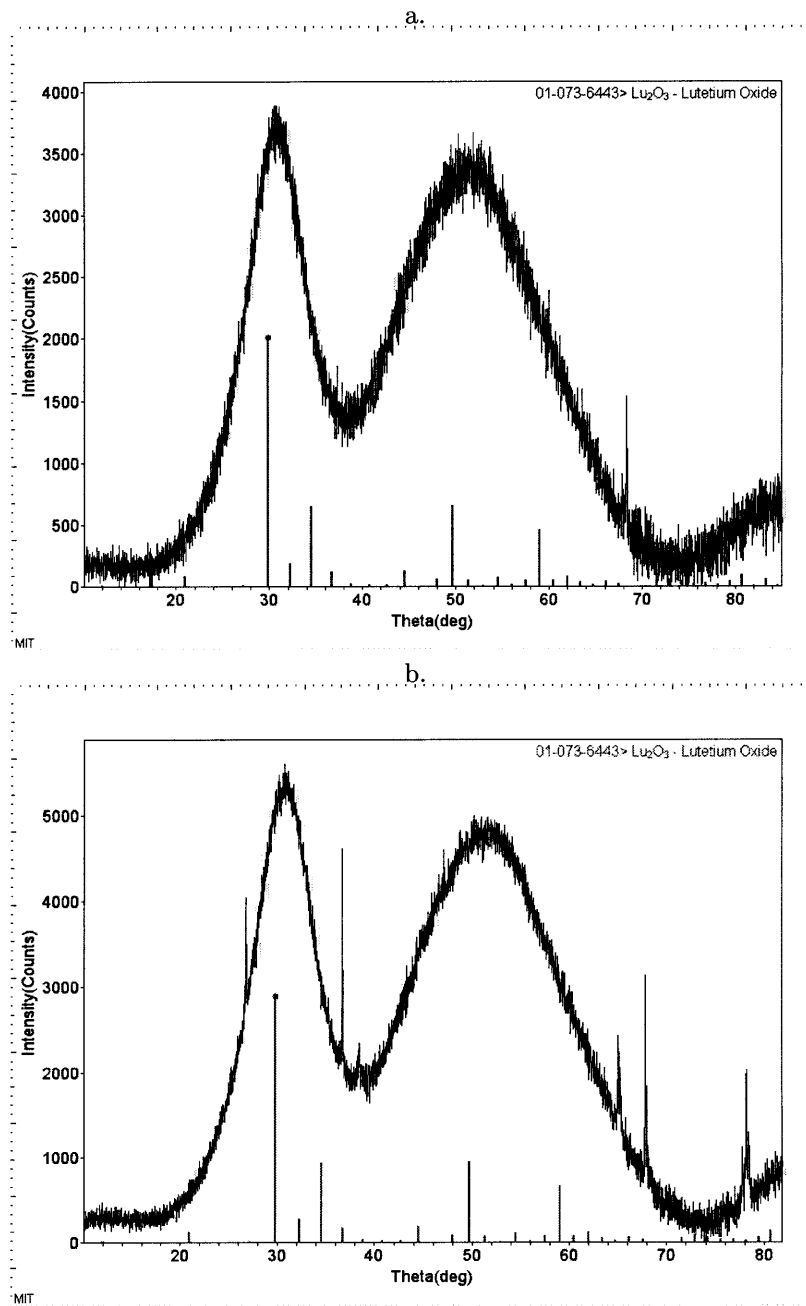 a.
01-073-6443> Lu₂O₃ - Lutetium Oxide
4000
3500
3000
2500
2000
1500
1000
500
0
Intensity(Counts)
20 30 40 50 60 70 80
Theta(deg)
MIT
b.
01-073-6443> Lu₂O₃ - Lutetium Oxide
5000
4000
3000
2000
1000
0
Intensity(Counts)
20 30 40 50 60 70 80
Theta(deg)
MIT